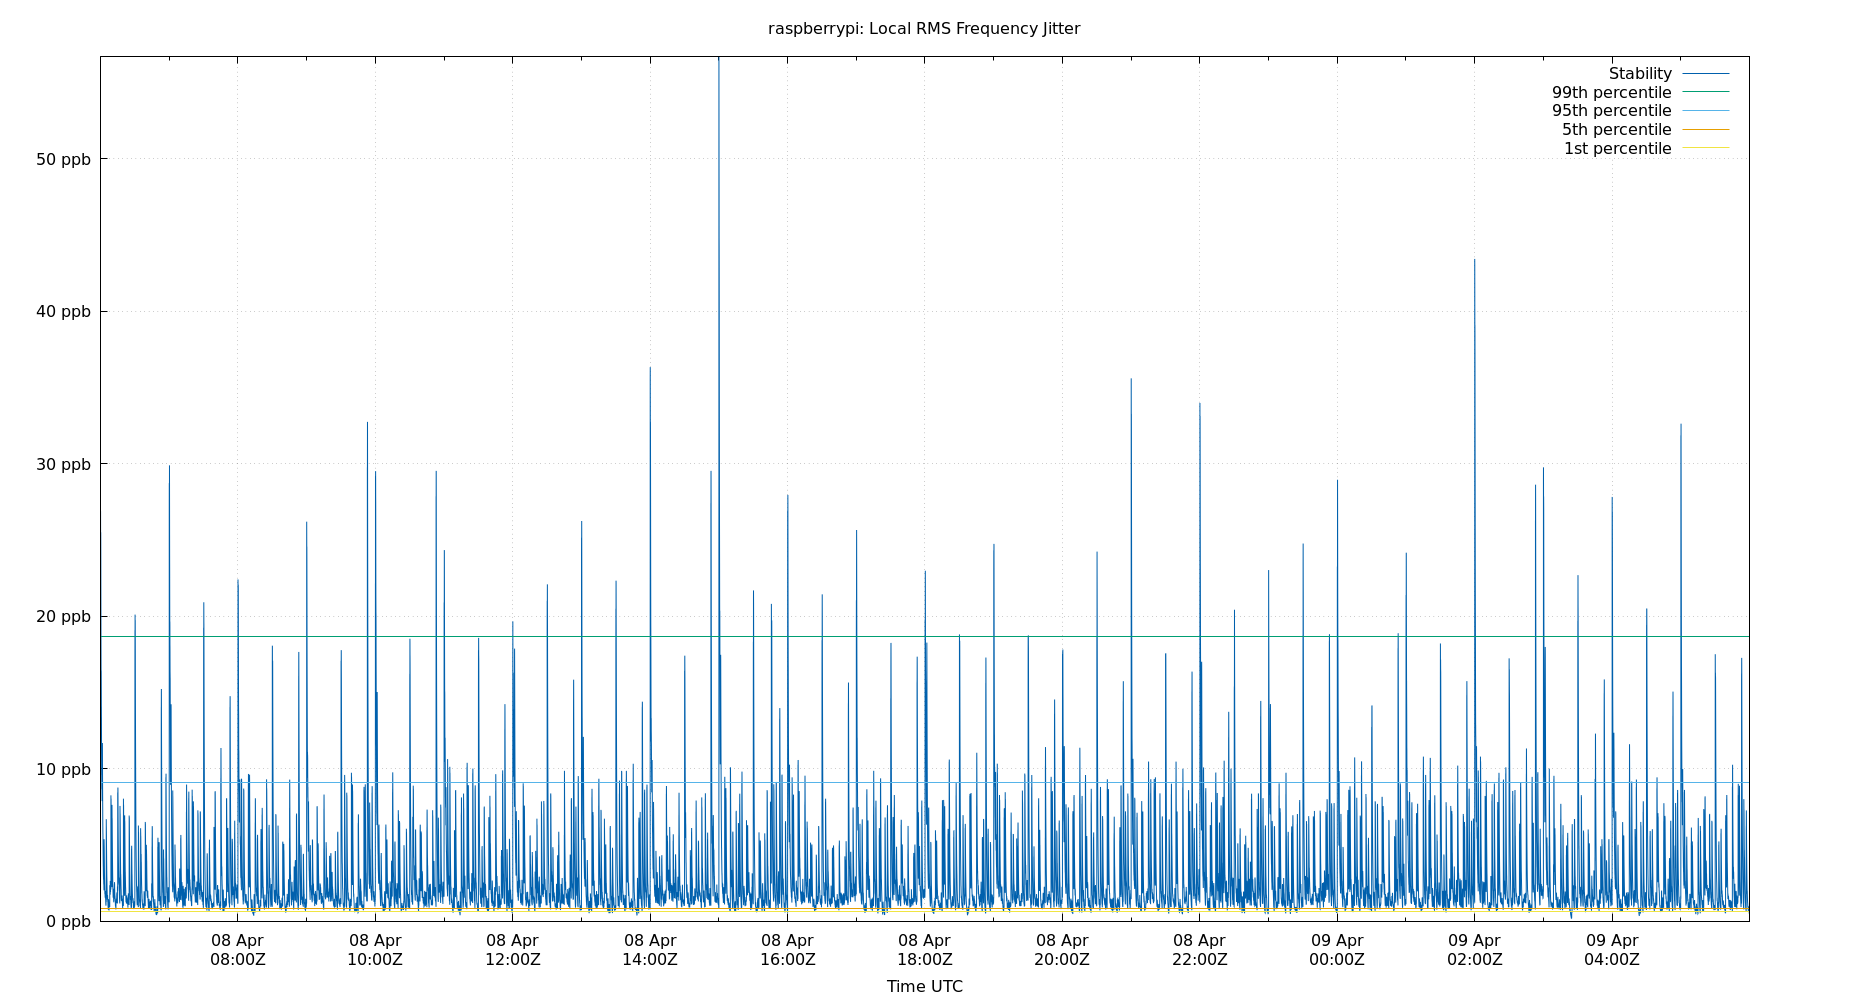 raspberrypi: Local RMS Frequency Jitter
Stability
99th percentile
95th percentile
5th percentile
1st percentile
50 ppb
40 ppb
30 ppb
20 ppb
10 ppb
0 ppb
08 Apr 08 Apr 08 Apr 08 Apr 08 Apr 08 Apr 08 Apr 08 Apr 09 Apr 09 Apr 09 Apr
08:00Z 10:00Z 12:00Z 14:00Z 16:00Z 18:00Z 20:00Z 22:00Z 00:00Z 02:00Z 04:00Z
Time UTC